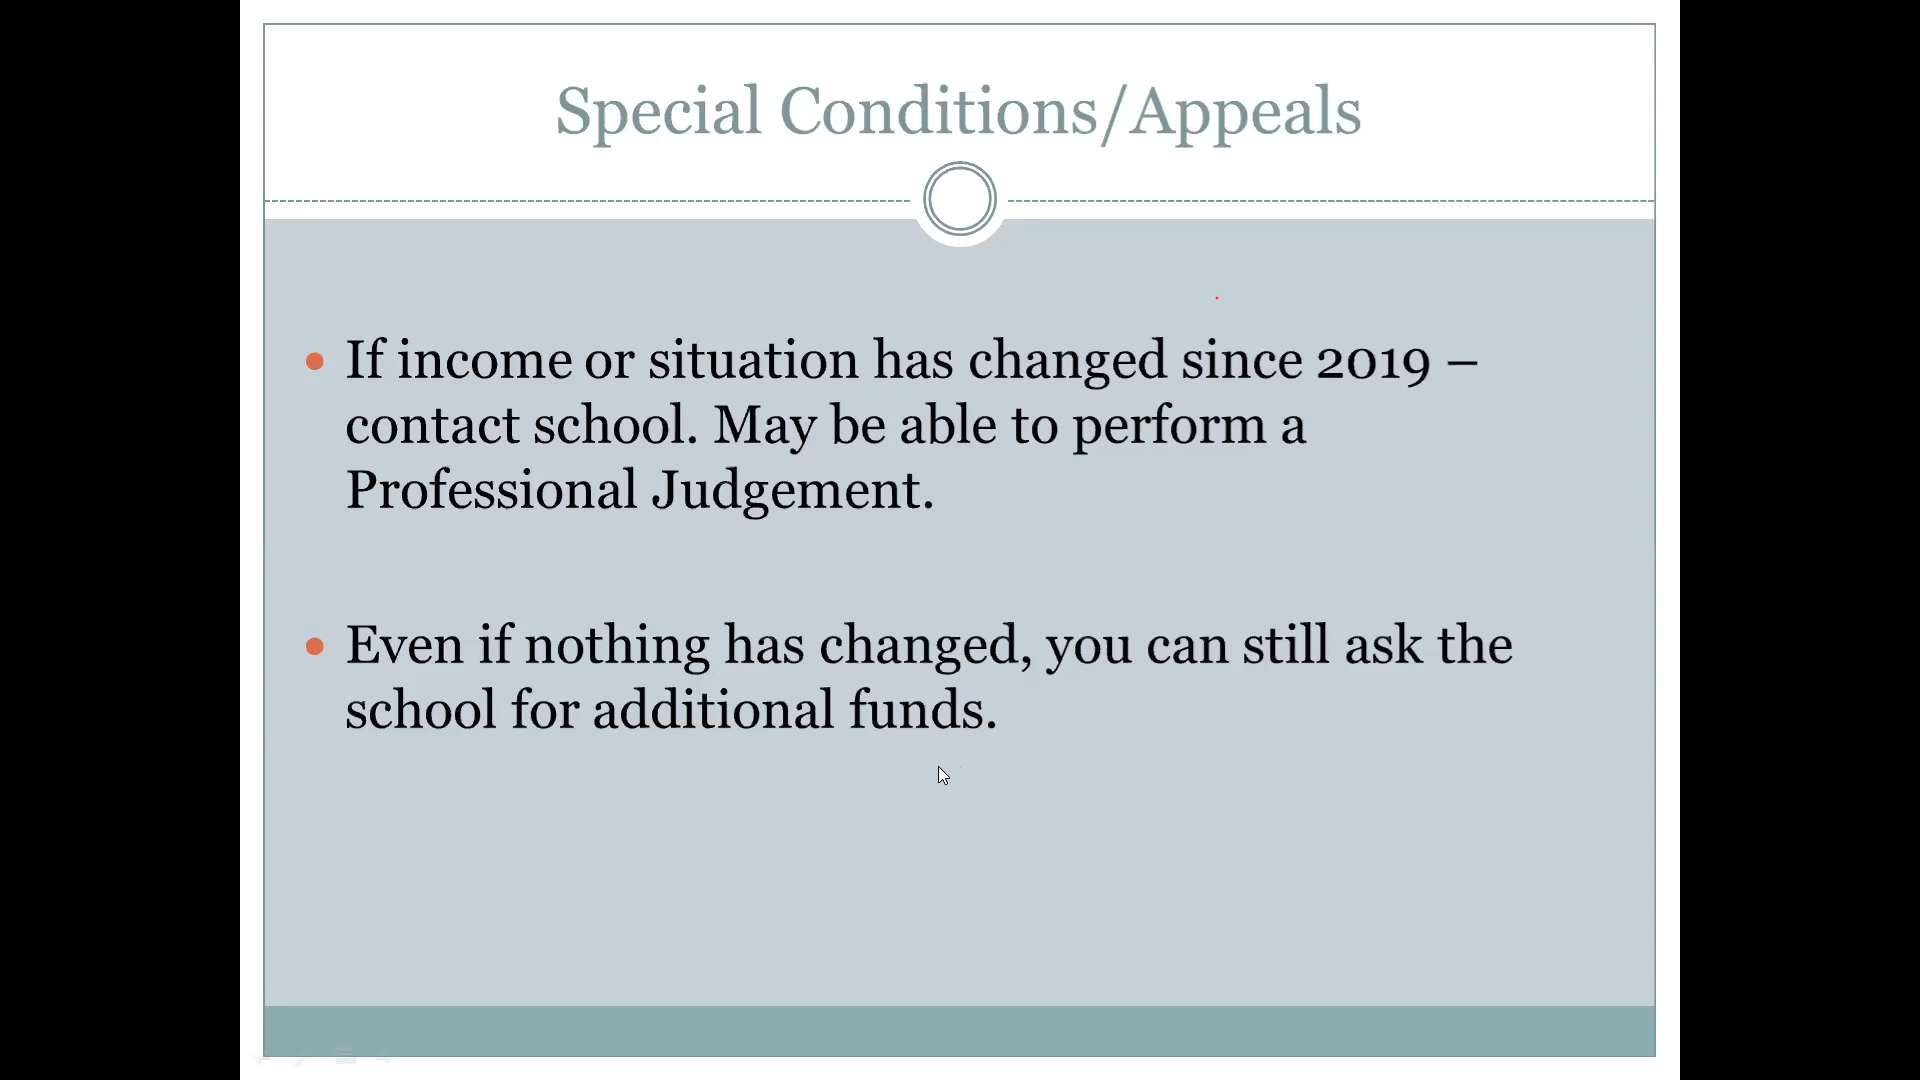 Special Conditions/Appeals
• If income or situation has changed since 2019 –
contact school. May be able to perform a
Professional Judgement.
• Even if nothing has changed, you can still ask the
school for additional funds.